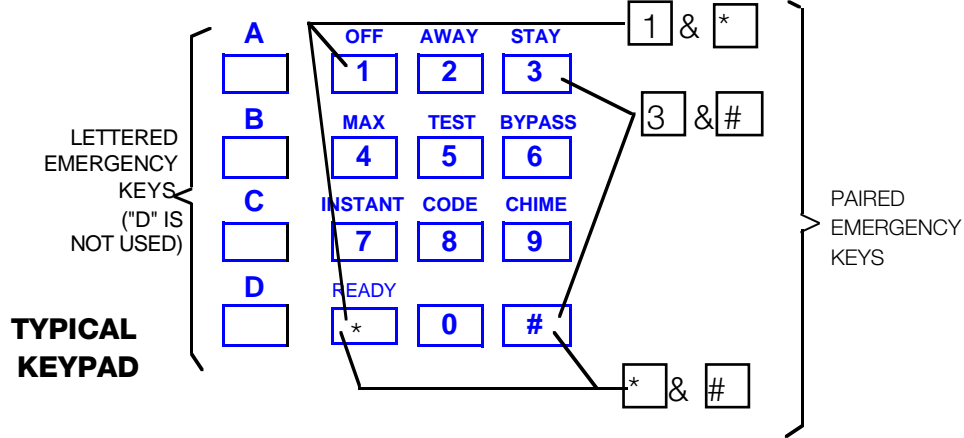 A OFF AWAY STAY 1 & *
1 2 3
B MAX TEST BYPASS 3 & #
4 5 6
LETTERED
EMERGENCY
KEYS
("D" IS
NOT USED)
C INSTANT CODE CHIME
7 8 9
PAIRED
EMERGENCY
KEYS
D READY
* 0 #
TYPICAL
KEYPAD
* & #